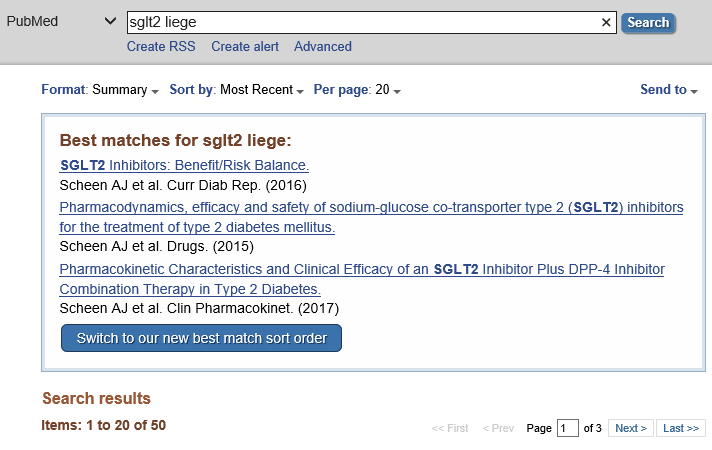 PubMed sglt2 liege × Search
Create RSS Create alert Advanced
Format: Summary Sort by: Most Recent Per page: 20 Send to
Best matches for sglt2 liege:
SGLT2 Inhibitors: Benefit/Risk Balance.
Scheen AJ et al. Curr Diab Rep. (2016)
Pharmacodynamics, efficacy and safety of sodium-glucose co-transporter type 2 (SGLT2) inhibitors
for the treatment of type 2 diabetes mellitus.
Scheen AJ et al. Drugs. (2015)
Pharmacokinetic Characteristics and Clinical Efficacy of an SGLT2 Inhibitor Plus DPP-4 Inhibitor
Combination Therapy in Type 2 Diabetes.
Scheen AJ et al. Clin Pharmacokinet. (2017)
Switch to our new best match sort order
Search results
Items: 1 to 20 of 50 << First < Prev Page 1 of 3 Next > Last >>